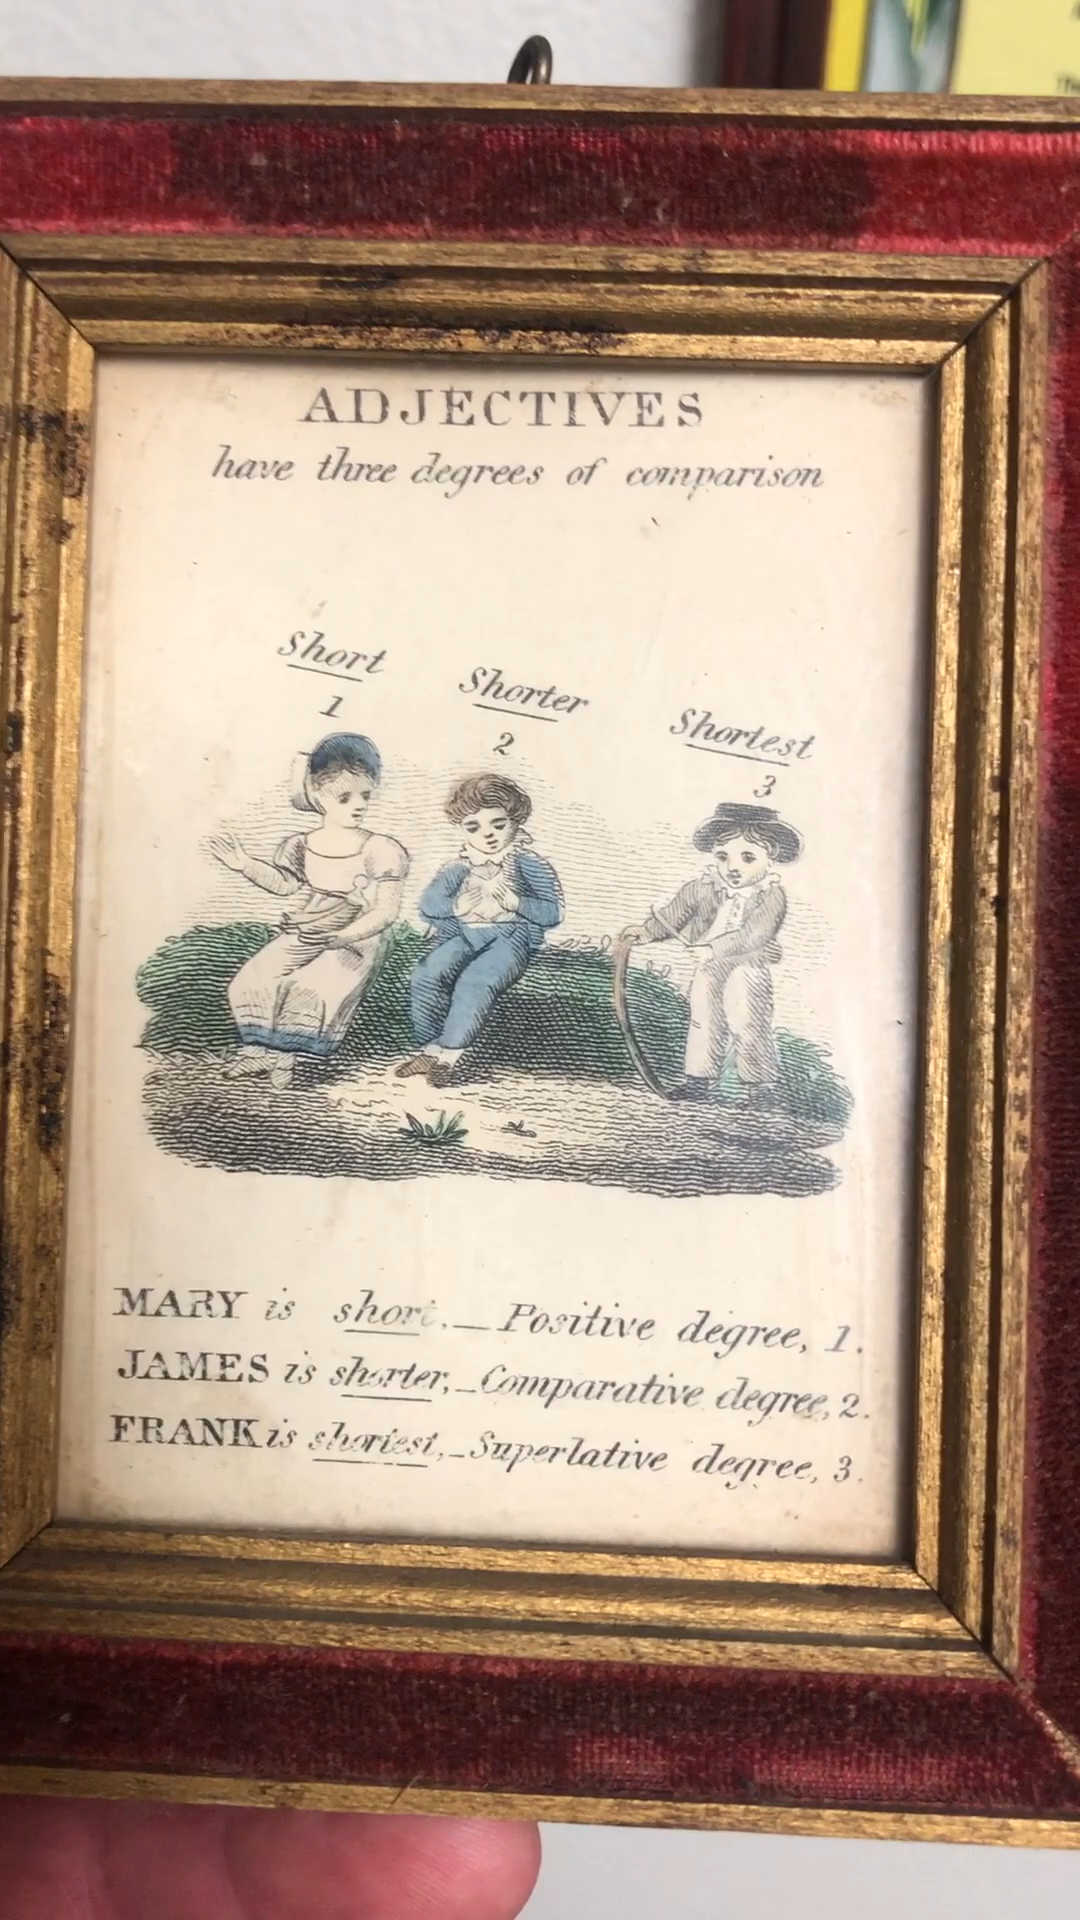 ADJECTIVES
have three degrees of comparison
Short
1
Shorter
2
Shortest
3
MARY is short,_Positive degree, 1.
JAMES is shorter,_Comparative degree, 2.
FRANK is shortest,_Superlative degree, 3.